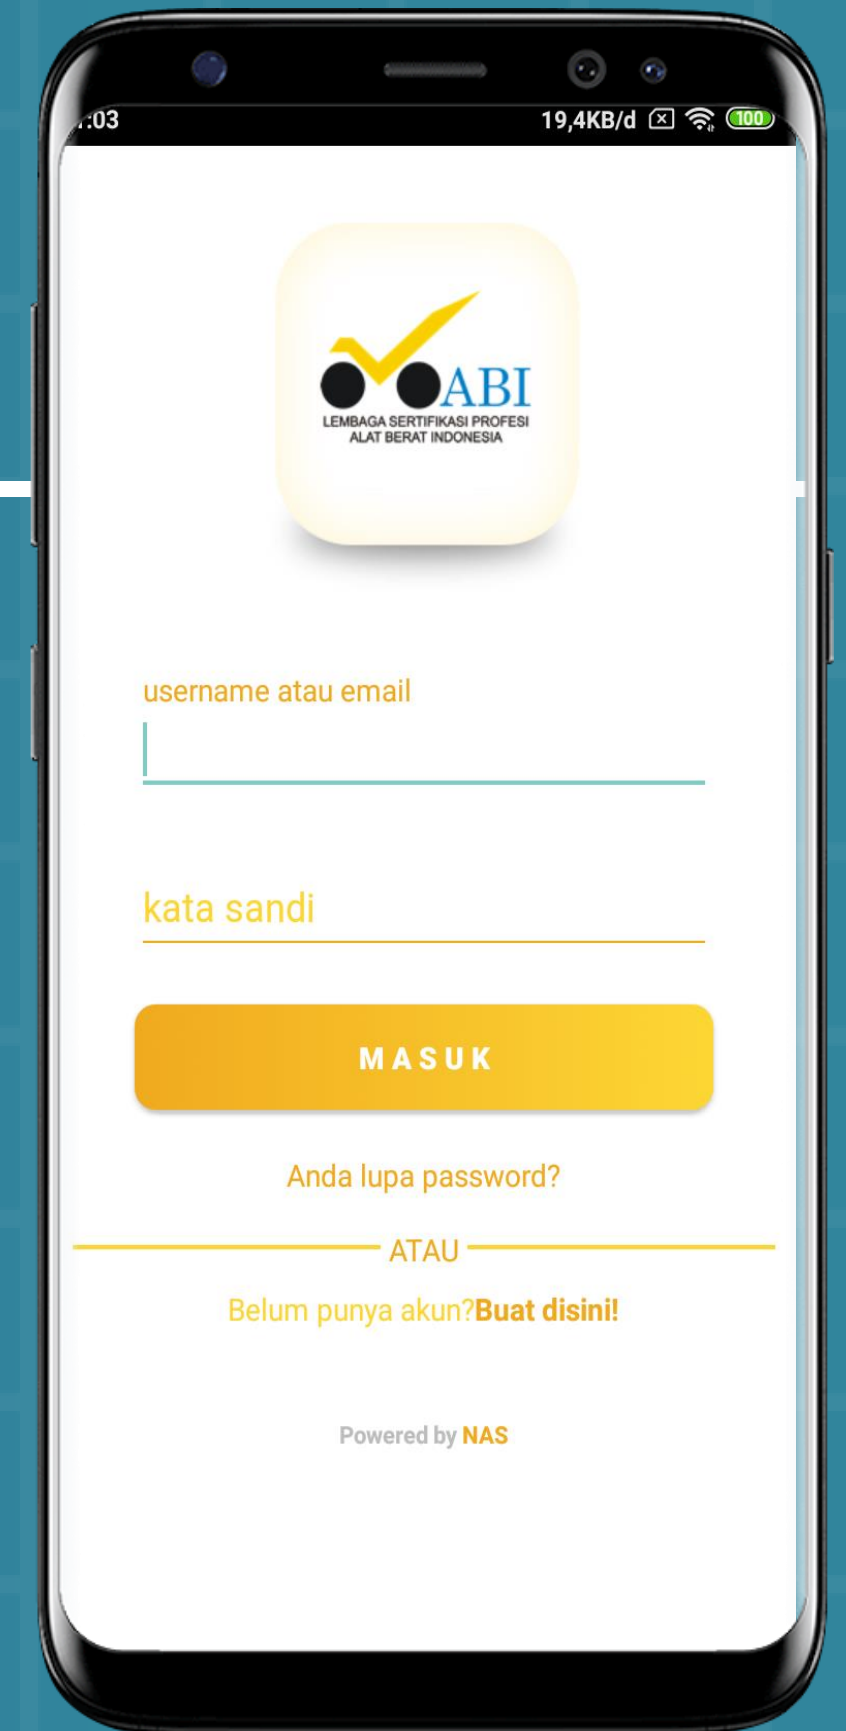 :03 19,4KB/d 100
ABI
LEMBAGA SERTIFIKASI PROFESI
ALAT BERAT INDONESIA
username atau email
kata sandi
MASUK
Anda lupa password?
ATAU
Belum punya akun?Buat disini!
Powered by NAS